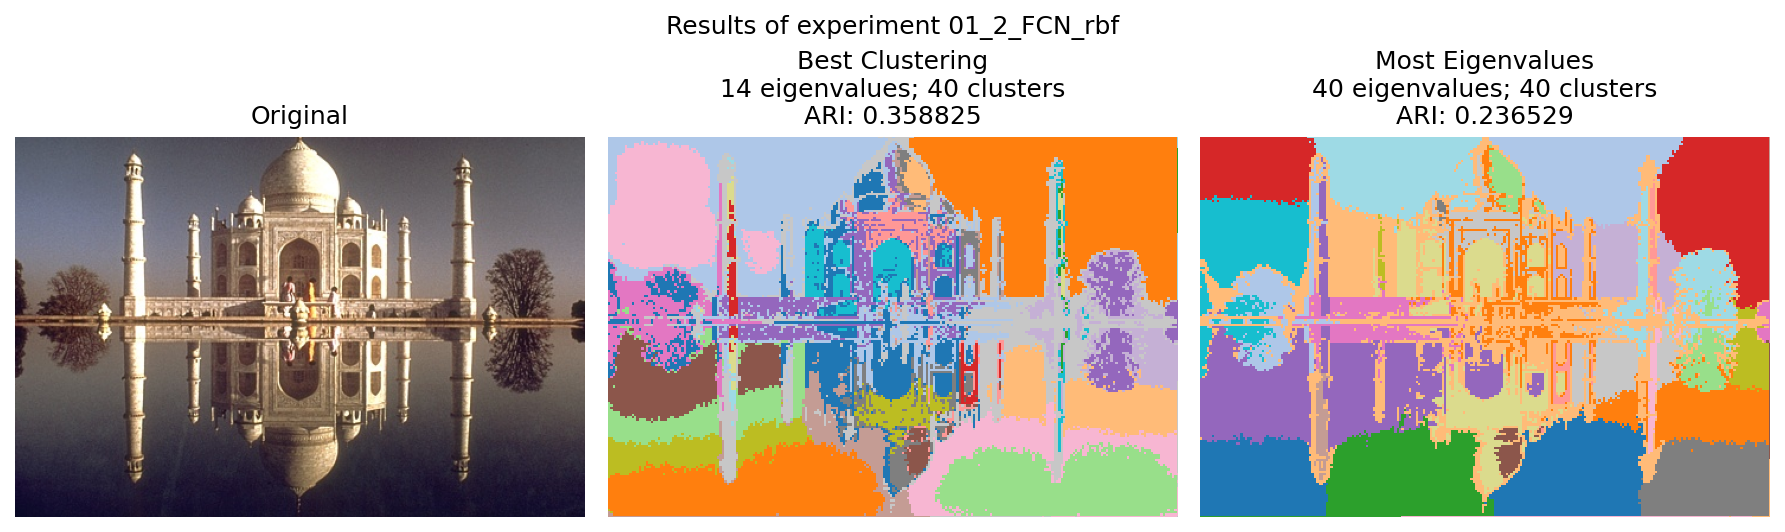 Results of experiment 01_2_FCN_rbf
Original
Best Clustering
14 eigenvalues; 40 clusters
ARI: 0.358825
Most Eigenvalues
40 eigenvalues; 40 clusters
ARI: 0.236529